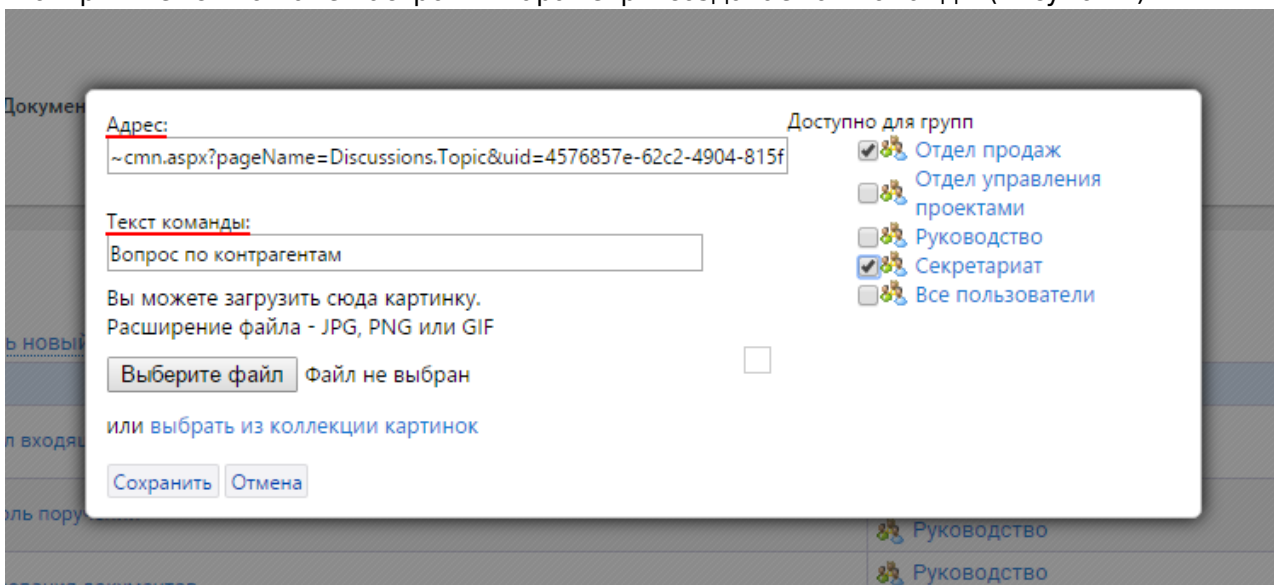 Докумен
Адрес:
~cmn.aspx?pageName=Discussions.Topic&uid=4576857e-62c2-4904-815f
Текст команды:
Вопрос по контрагентам
Вы можете загрузить сюда картинку.
Расширение файла - JPG, PNG или GIF
Выберите файл Файл не выбран
или выбрать из коллекции картинок
Сохранить Отмена
Доступно для групп
Отдел продаж
Отдел управления
проектами
Руководство
Секретариат
Все пользователи
ь новый
л входящ
оль пору
Руководство
Руководство